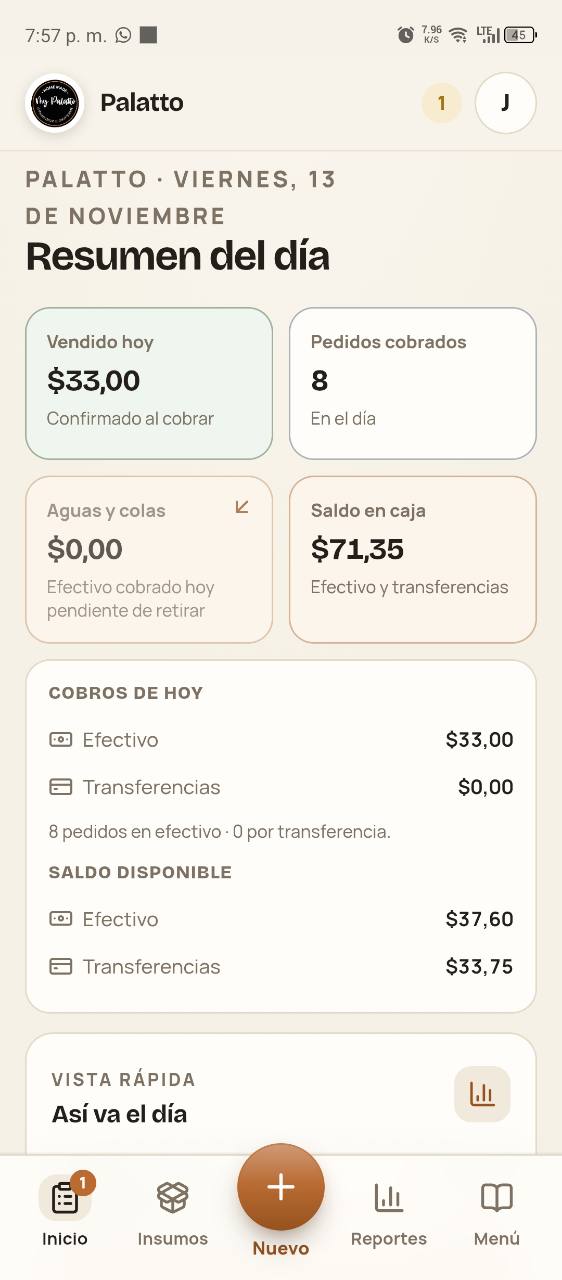 7:57 p. m.
7.96
K/S
LTE
45
My Palatto
Palatto
1
J
PALATTO · VIERNES, 13
DE NOVIEMBRE
Resumen del día
Vendido hoy
$33,00
Confirmado al cobrar
Pedidos cobrados
8
En el día
Aguas y colas
$0,00
Efectivo cobrado hoy
pendiente de retirar
Saldo en caja
$71,35
Efectivo y transferencias
COBROS DE HOY
Efectivo $33,00
Transferencias $0,00
8 pedidos en efectivo · 0 por transferencia.
SALDO DISPONIBLE
Efectivo $37,60
Transferencias $33,75
VISTA RÁPIDA
Así va el día
1
Inicio
Insumos
Nuevo
Reportes
Menú